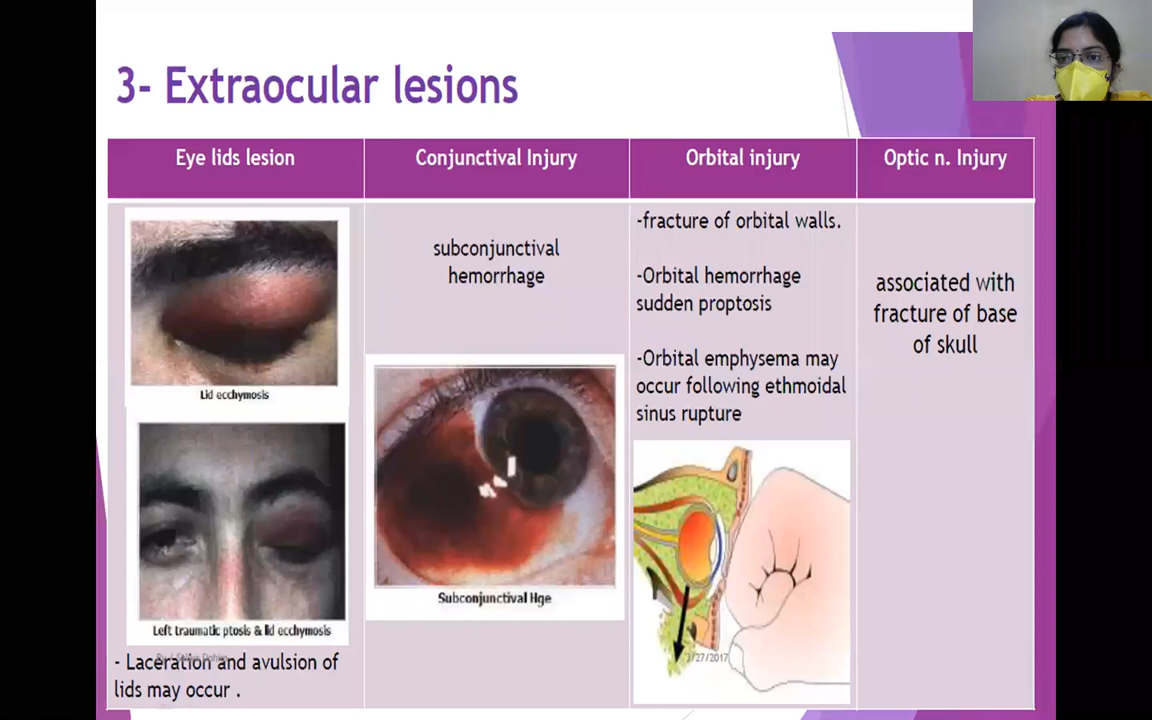 3- Extraocular lesions
Eye lids lesion
Conjunctival Injury
Orbital injury
Optic n. Injury
Lid ecchymosis
Left traumatic ptosis & lid ecchymosis
- Laceration and avulsion of
lids may occur .
subconjunctival
hemorrhage
Subconjunctival Hge
-fracture of orbital walls.
-Orbital hemorrhage
sudden proptosis
-Orbital emphysema may
occur following ethmoidal
sinus rupture
3/27/2017
associated with
fracture of base
of skull